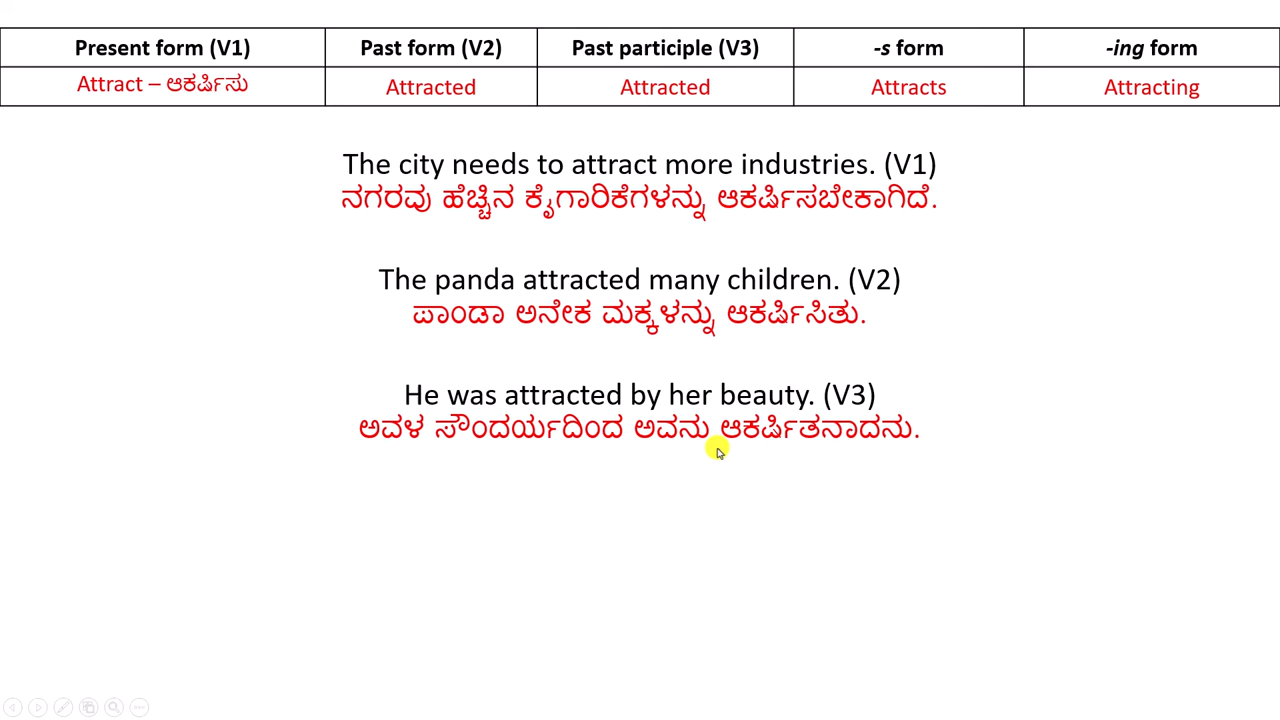 Present form (V1) Past form (V2) Past participle (V3) -s form -ing form
Attract – ಆಕರ್ಷಿಸು Attracted Attracted Attracts Attracting
The city needs to attract more industries. (V1)
ನಗರವು ಹೆಚ್ಚಿನ ಕೈಗಾರಿಕೆಗಳನ್ನು ಆಕರ್ಷಿಸಬೇಕಾಗಿದೆ.
The panda attracted many children. (V2)
ಪಾಂಡಾ ಅನೇಕ ಮಕ್ಕಳನ್ನು ಆಕರ್ಷಿಸಿತು.
He was attracted by her beauty. (V3)
ಅವಳ ಸೌಂದರ್ಯದಿಂದ ಅವನು ಆಕರ್ಷಿತನಾದನು.